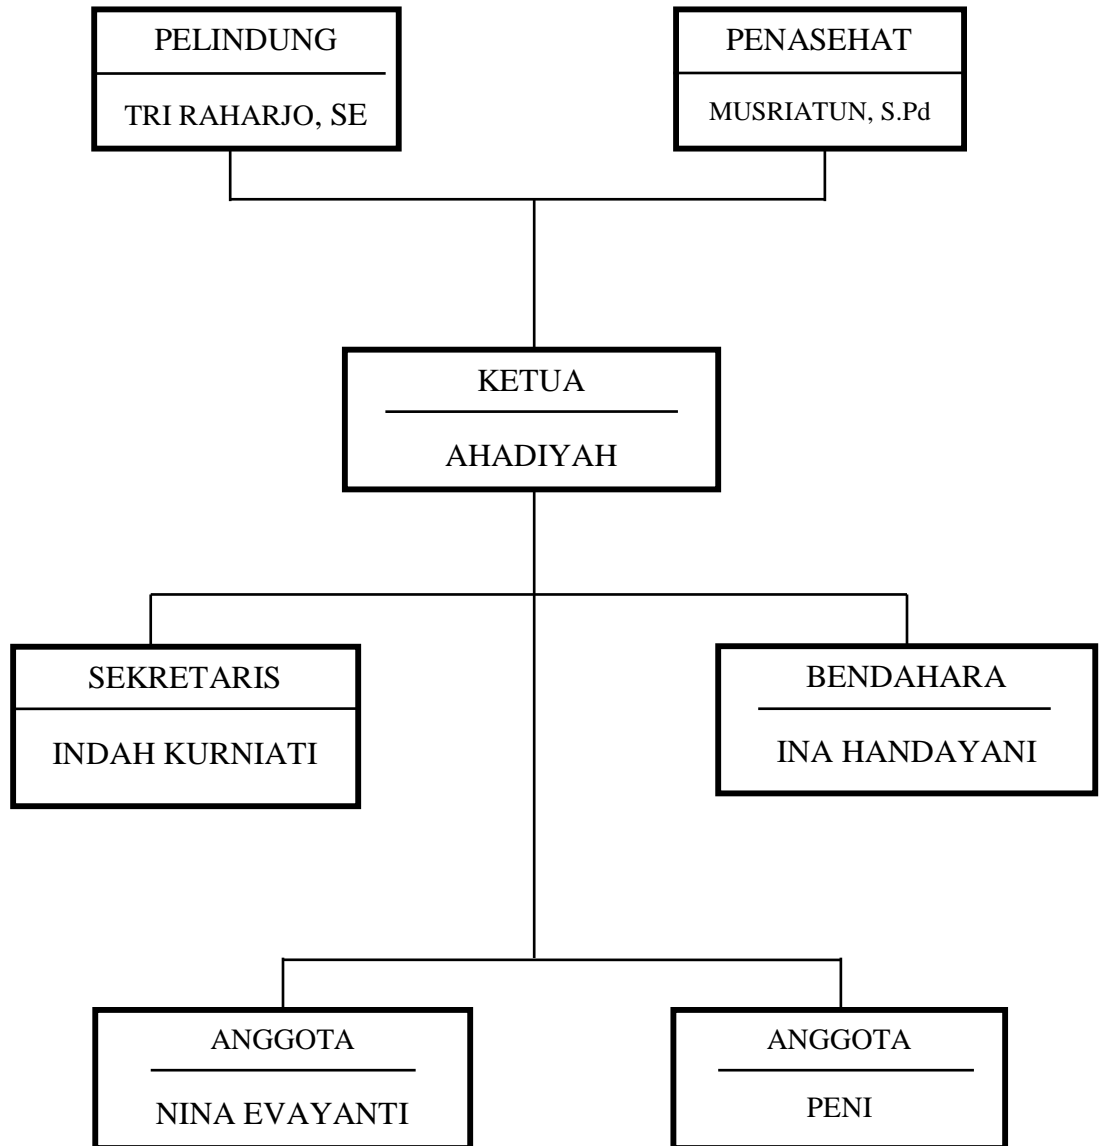 PELINDUNG
TRI RAHARJO, SE
PENASEHAT
MUSRIATUN, S.Pd
KETUA
AHADIYAH
SEKRETARIS
INDAH KURNIATI
BENDAHARA
INA HANDAYANI
ANGGOTA
NINA EVAYANTI
ANGGOTA
PENI